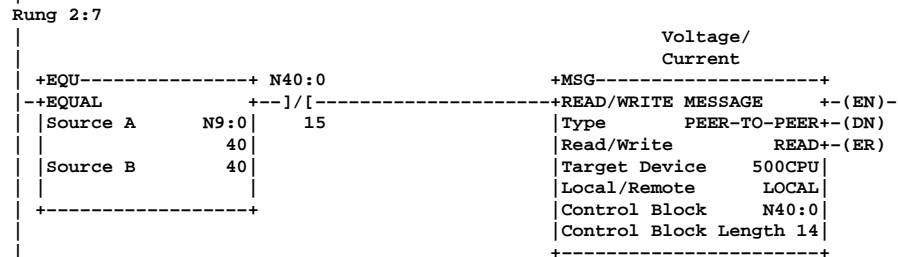 Rung 2:7
|                                                     Voltage/
|                                                     Current
| +EQU---------------+ N40:0                  +MSG--------------------+
|-+EQUAL             +--]/[-------------------+READ/WRITE MESSAGE     +-(EN)-
| |Source A      N9:0|   15                   |Type       PEER-TO-PEER+-(DN)
| |                40|                        |Read/Write         READ+-(ER)
| |Source B        40|                        |Target Device    500CPU|
| |                  |                        |Local/Remote      LOCAL|
| +------------------+                        |Control Block     N40:0|
|                                             |Control Block Length 14|
|                                             +-----------------------+